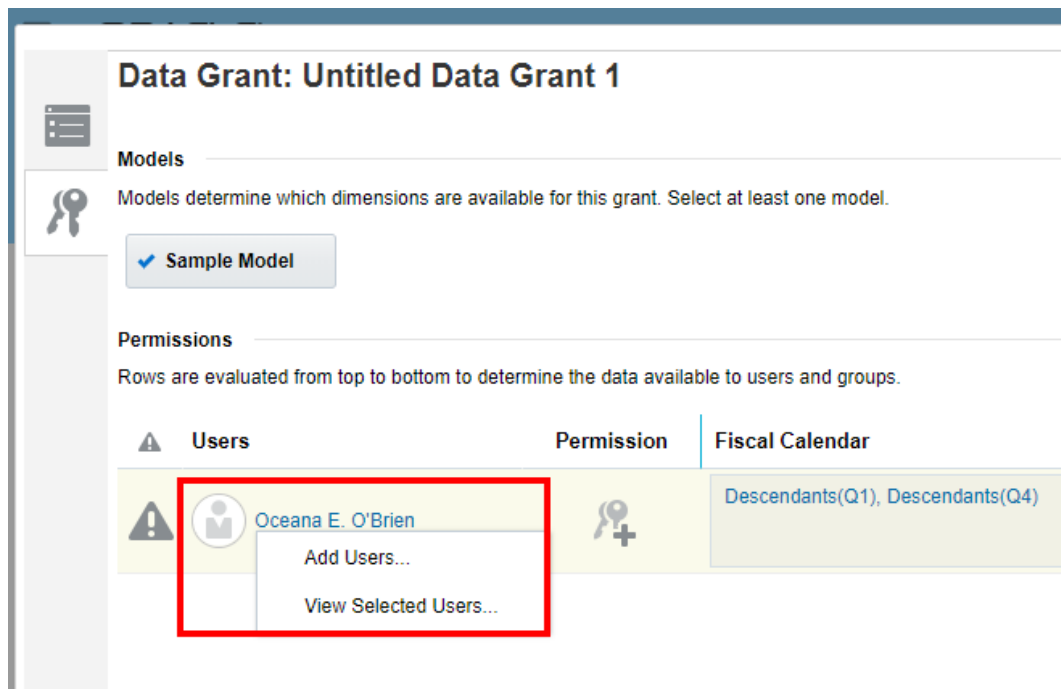 Data Grant: Untitled Data Grant 1
Models
Models determine which dimensions are available for this grant. Select at least one model.
Sample Model
Permissions
Rows are evaluated from top to bottom to determine the data available to users and groups.
Users Permission Fiscal Calendar
Oceana E. O'Brien Descendants(Q1), Descendants(Q4)
Add Users...
View Selected Users...